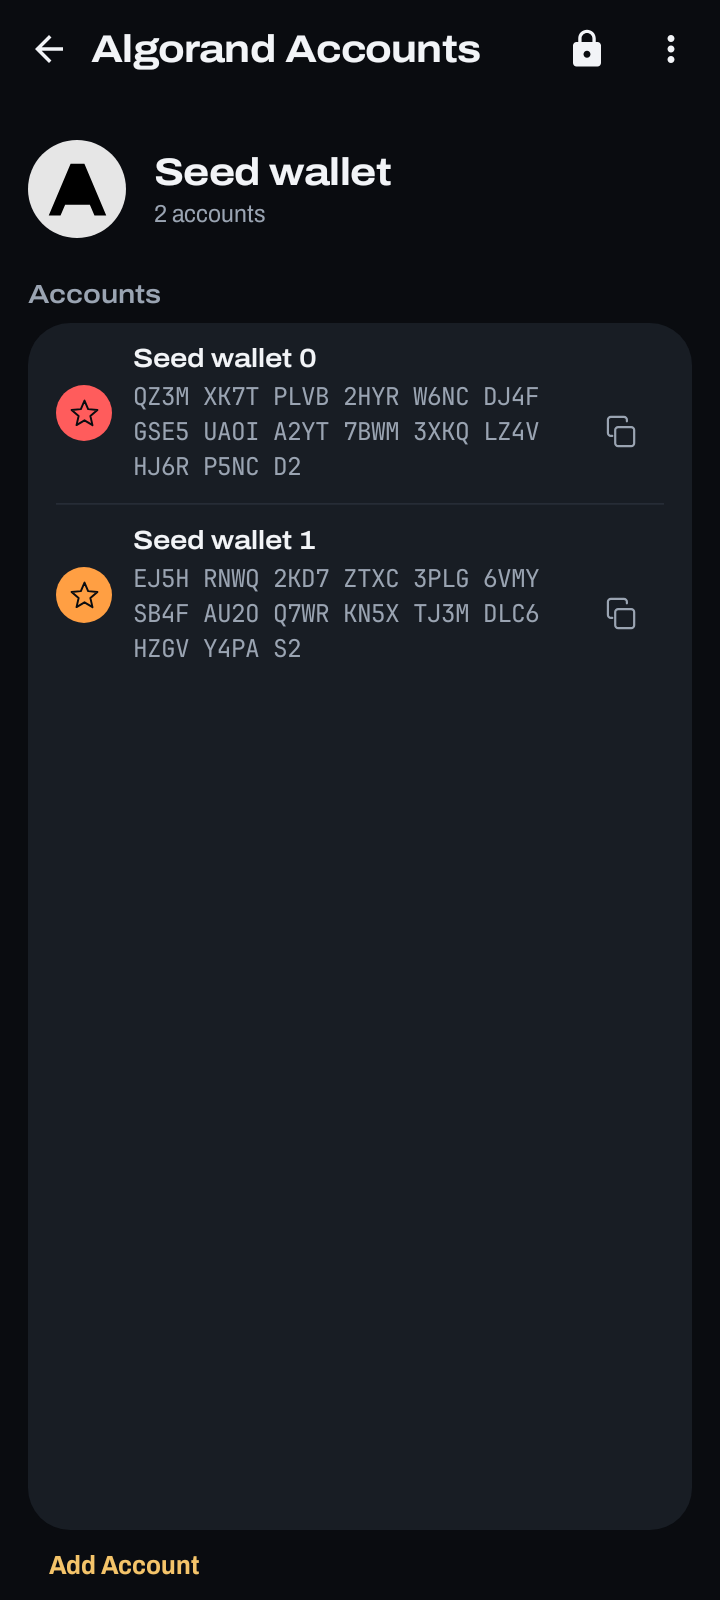 Algorand Accounts
A
Seed wallet
2 accounts
Accounts
Seed wallet 0
QZ3M XK7T PLVB 2HYR W6NC DJ4F
GSE5 UAOI A2YT 7BWM 3XKQ LZ4V
HJ6R P5NC D2
Seed wallet 1
EJ5H RNWQ 2KD7 ZTXC 3PLG 6VMY
SB4F AU2O Q7WR KN5X TJ3M DLC6
HZGV Y4PA S2
Add Account